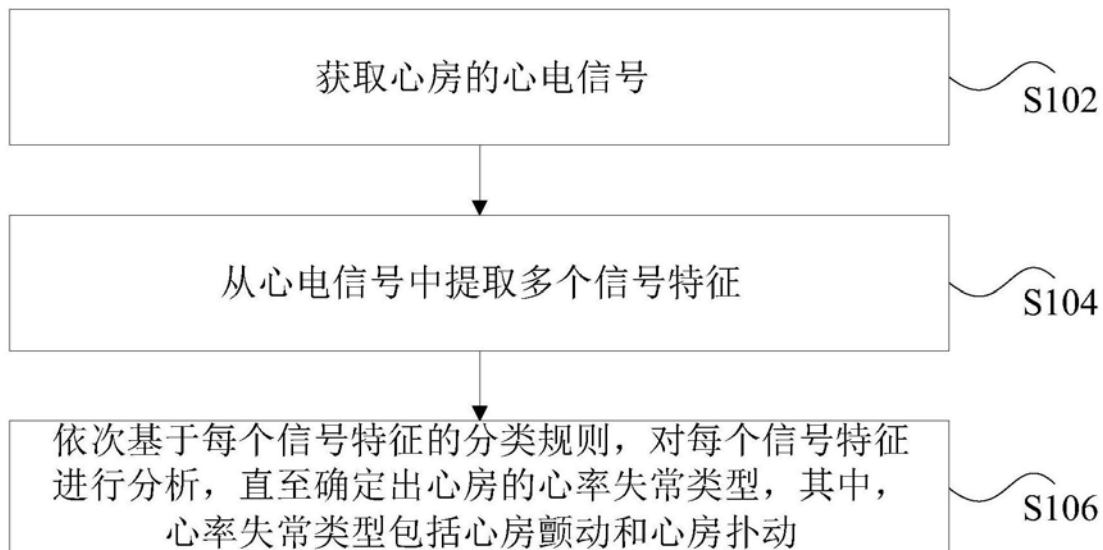 获取心房的心电信号
S102
从心电信号中提取多个信号特征
S104
依次基于每个信号特征的分类规则，对每个信号特征
进行分析，直至确定出心房的心率失常类型，其中，
心率失常类型包括心房颤动和心房扑动
S106